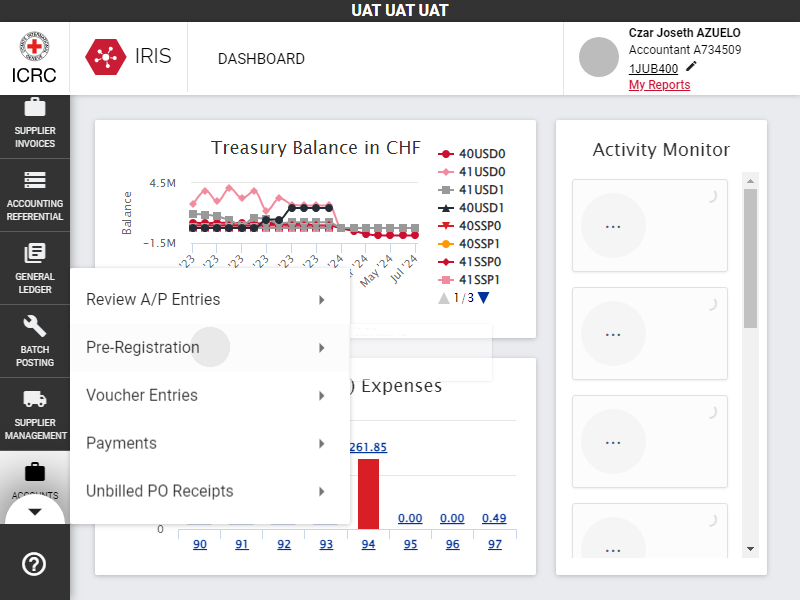 UAT UAT UAT
ICRC
IRIS
DASHBOARD
Czar Joseth AZUELO
Accountant A734509
1JUB400
My Reports
SUPPLIER
INVOICES
ACCOUNTING
REFERENTIAL
GENERAL
LEDGER
BATCH
POSTING
SUPPLIER
MANAGEMENT
ACCOUNTS
Treasury Balance in CHF
Balance
4.5M
−1.5M
'23
'23
'23
'23
'23
'23
'24
'24
May '24
Jul '24
40USD0
41USD0
41USD1
40USD1
40SSP0
40SSP1
41SSP0
41SSP1
1/3
Review A/P Entries
Pre-Registration
Voucher Entries
Payments
Unbilled PO Receipts
) Expenses
261.85
0.00
0.00
0.49
0
90
91
92
93
94
95
96
97
Activity Monitor
...
...
...
...